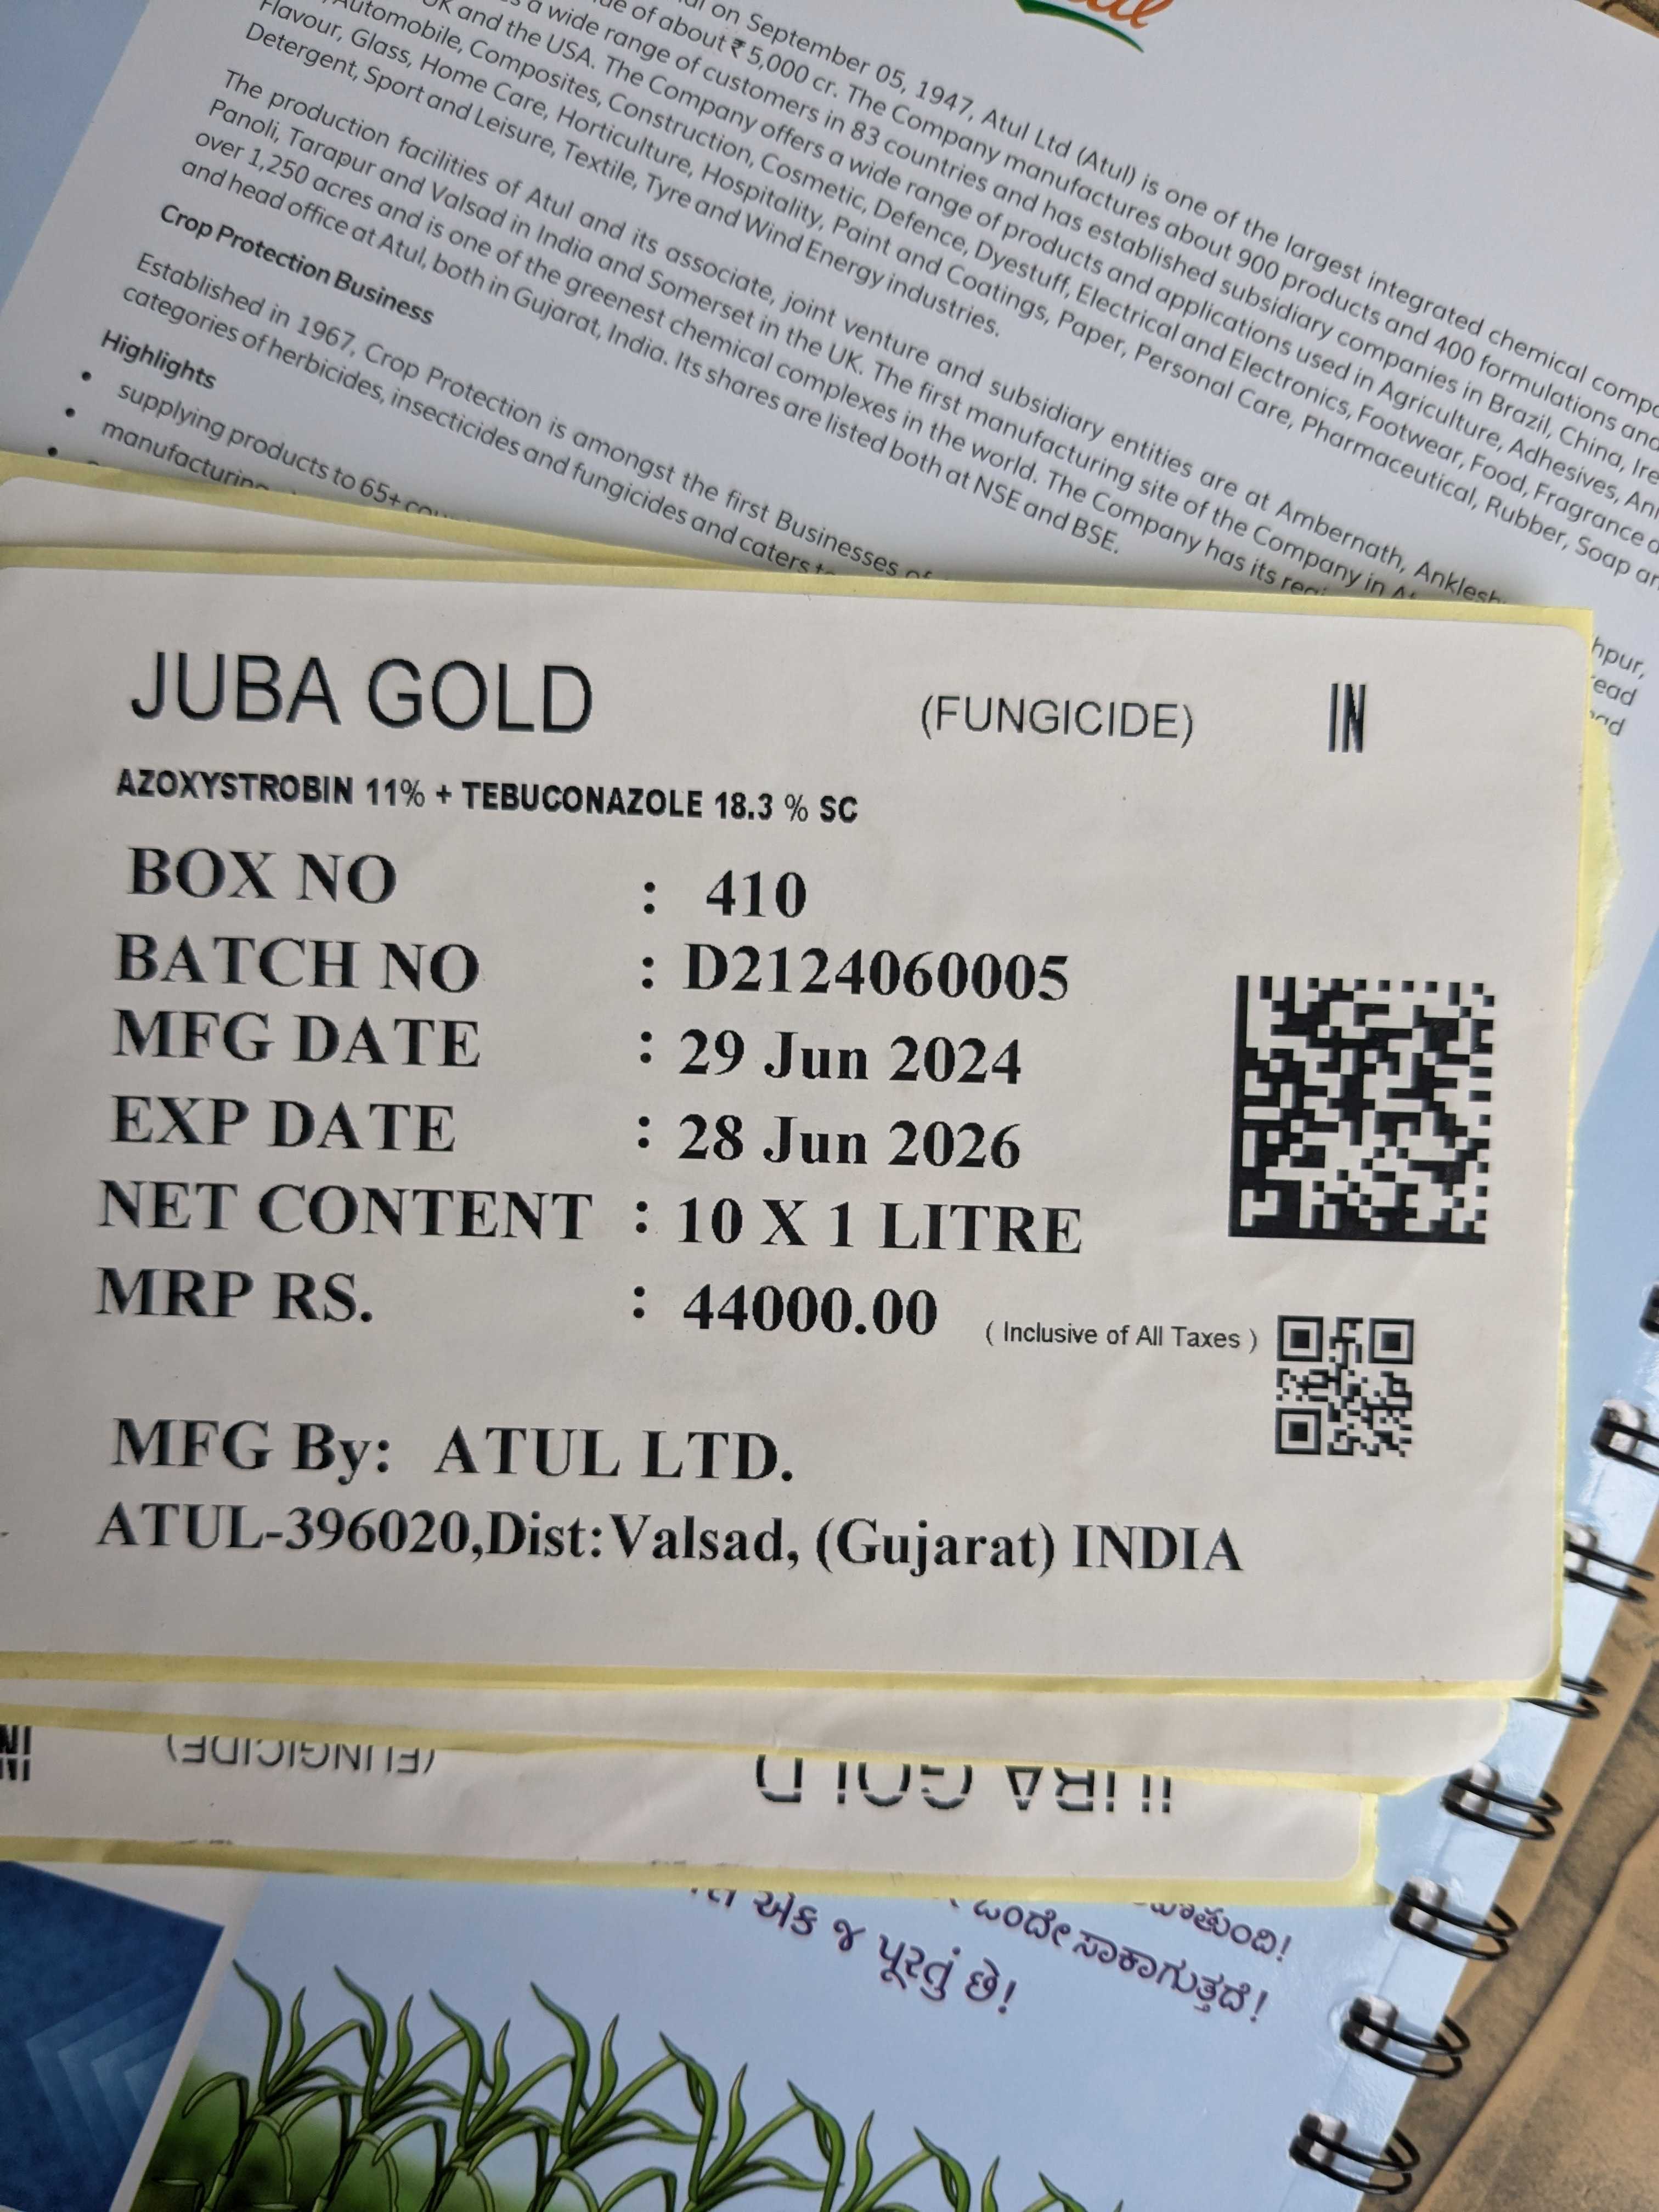 on September 05, 1947, Atul Ltd (Atul) is one of the largest integrated chemical
of about ₹ 5,000 cr. The Company manufactures about 900 products and 400 formulations and
a wide range of customers in 83 countries and has established subsidiary companies in Brazil, China,
UK and the USA. The Company offers a wide range of products and applications used in Agriculture, Adhesives,
Automobile, Composites, Construction, Cosmetic, Defence, Dyestuff, Electrical and Electronics, Footwear, Food, Fragrance
Flavour, Glass, Home Care, Horticulture, Hospitality, Paint and Coatings, Paper, Personal Care, Pharmaceutical, Rubber, Soap
Detergent, Sport and Leisure, Textile, Tyre and Wind Energy industries.
The production facilities of Atul and its associate, joint venture and subsidiary entities are at Ambernath,
Panoli, Tarapur and Valsad in India and Somerset in the UK. The first manufacturing site of the Company in
over 1,250 acres and is one of the greenest chemical complexes in the world. The Company has its
and head office at Atul, both in Gujarat, India. Its shares are listed both at NSE and BSE.
Crop Protection Business
Established in 1967, Crop Protection is amongst the first Businesses of
categories of herbicides, insecticides and fungicides and caters
Highlights
• supplying products to 65+
• manufacturing
JUBA GOLD (FUNGICIDE) IN
AZOXYSTROBIN 11% + TEBUCONAZOLE 18.3 % SC
BOX NO : 410
BATCH NO : D2124060005
MFG DATE : 29 Jun 2024
EXP DATE : 28 Jun 2026
NET CONTENT : 10 X 1 LITRE
MRP RS. : 44000.00 ( Inclusive of All Taxes )
MFG By: ATUL LTD.
ATUL-396020,Dist:Valsad, (Gujarat) INDIA
JUBA GOLD (FUNGICIDE) IN
એક જ પૂરતું છે!
ಒಂದೇ ಸಾಕಾಗುತ್ತದೆ!